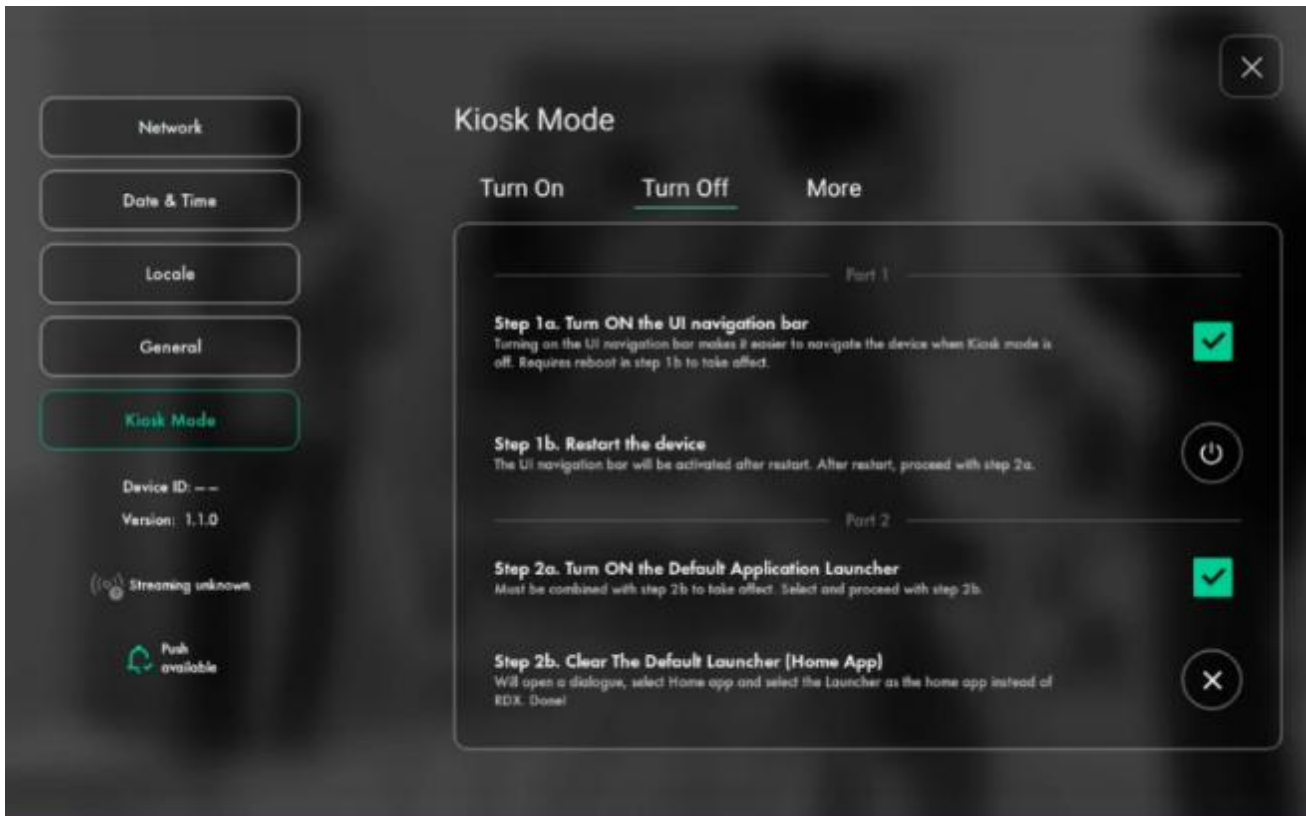 Kiosk Mode
Turn On
Turn Off
More
Network
Date & Time
Locale
General
Kiosk Mode
Device ID: – –
Version: 1.1.0
Streaming unknown
Push
available
Part 1
Step 1a. Turn ON the UI navigation bar
Turning on the UI navigation bar makes it easier to navigate the device when Kiosk mode is
off. Requires reboot in step 1b to take affect.
Step 1b. Restart the device
The UI navigation bar will be activated after restart. After restart, proceed with step 2a.
Part 2
Step 2a. Turn ON the Default Application Launcher
Must be combined with step 2b to take affect. Select and proceed with step 2b.
Step 2b. Clear The Default Launcher (Home App)
Will open a dialogue, select Home app and select the Launcher as the home app instead of
RDX. Done!